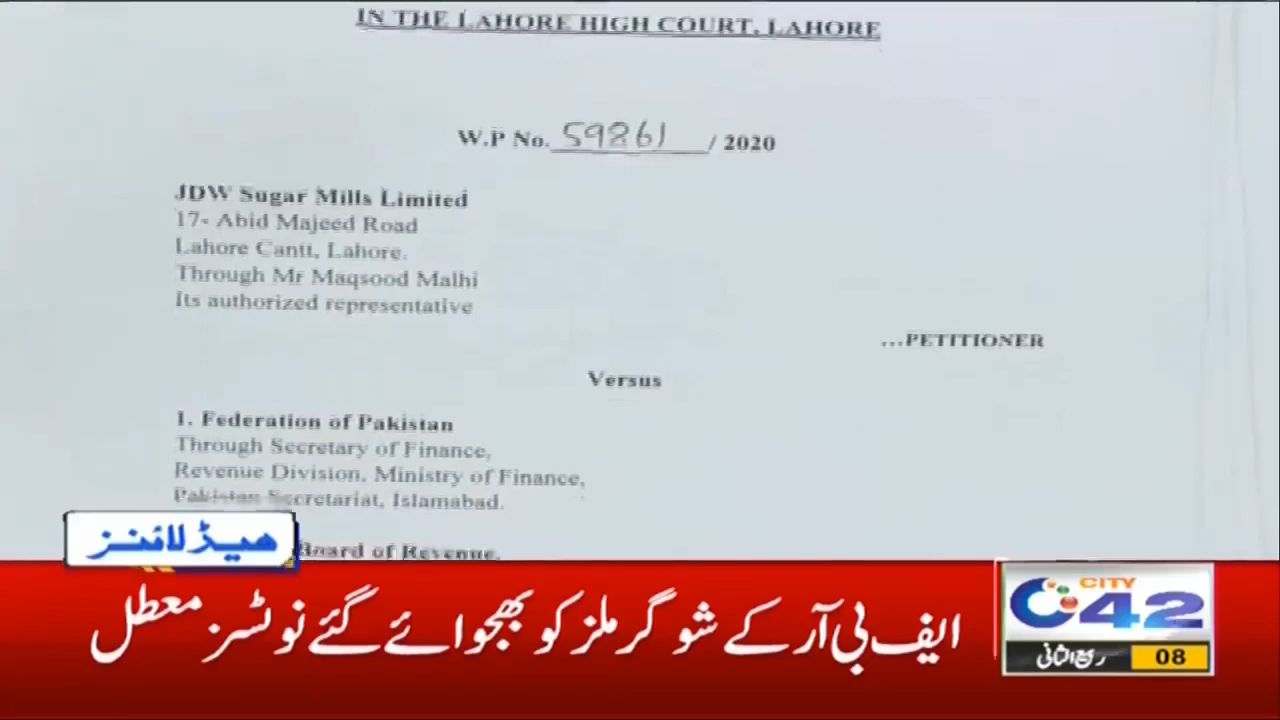 IN THE LAHORE HIGH COURT, LAHORE
W.P No. 59861 / 2020
JDW Sugar Mills Limited
17- Abid Majeed Road
Lahore Cantt, Lahore.
Through Mr Maqsood Malhi
Its authorized representative
...PETITIONER
Versus
1. Federation of Pakistan
Through Secretary of Finance,
Revenue Division, Ministry of Finance,
Pakistan Secretariat, Islamabad.
Board of Revenue,
ھیڈلائنز
ایف بی آر کے شوگر ملز کو بھجوائے گئے نوٹسز معطل
CITY
42
ربیع الثانی 08